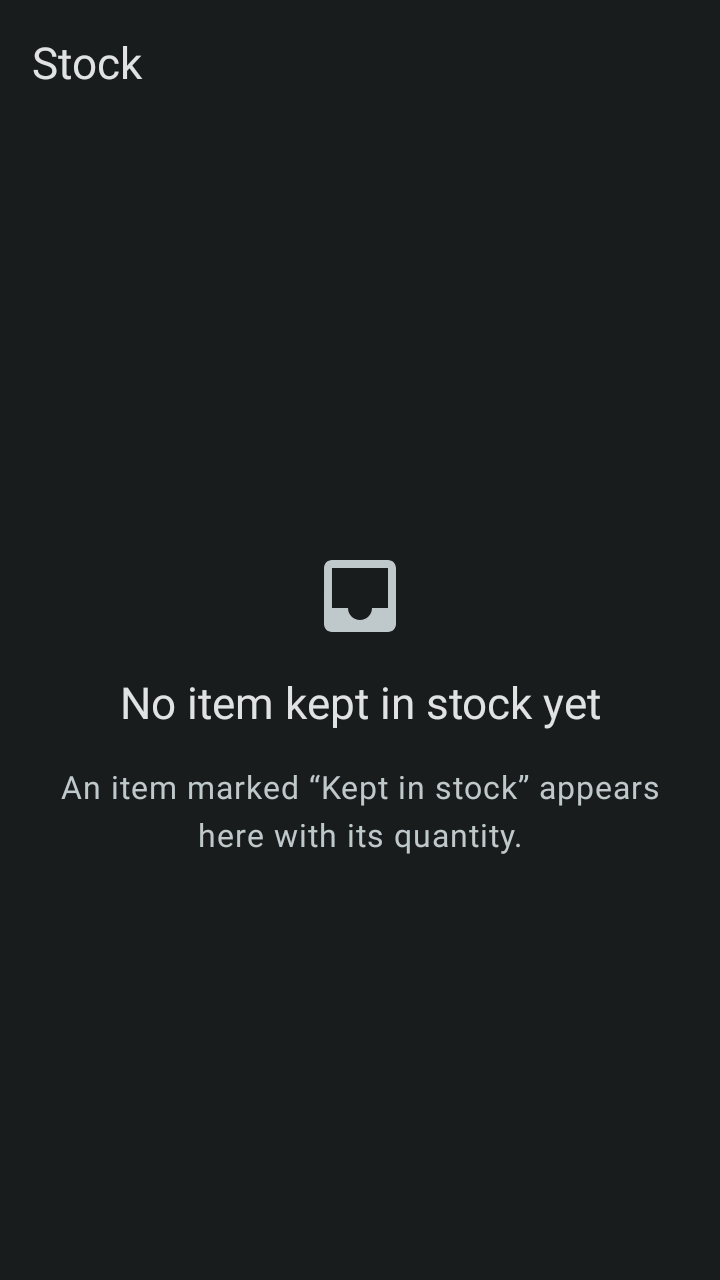 Stock
No item kept in stock yet
An item marked “Kept in stock” appears
here with its quantity.